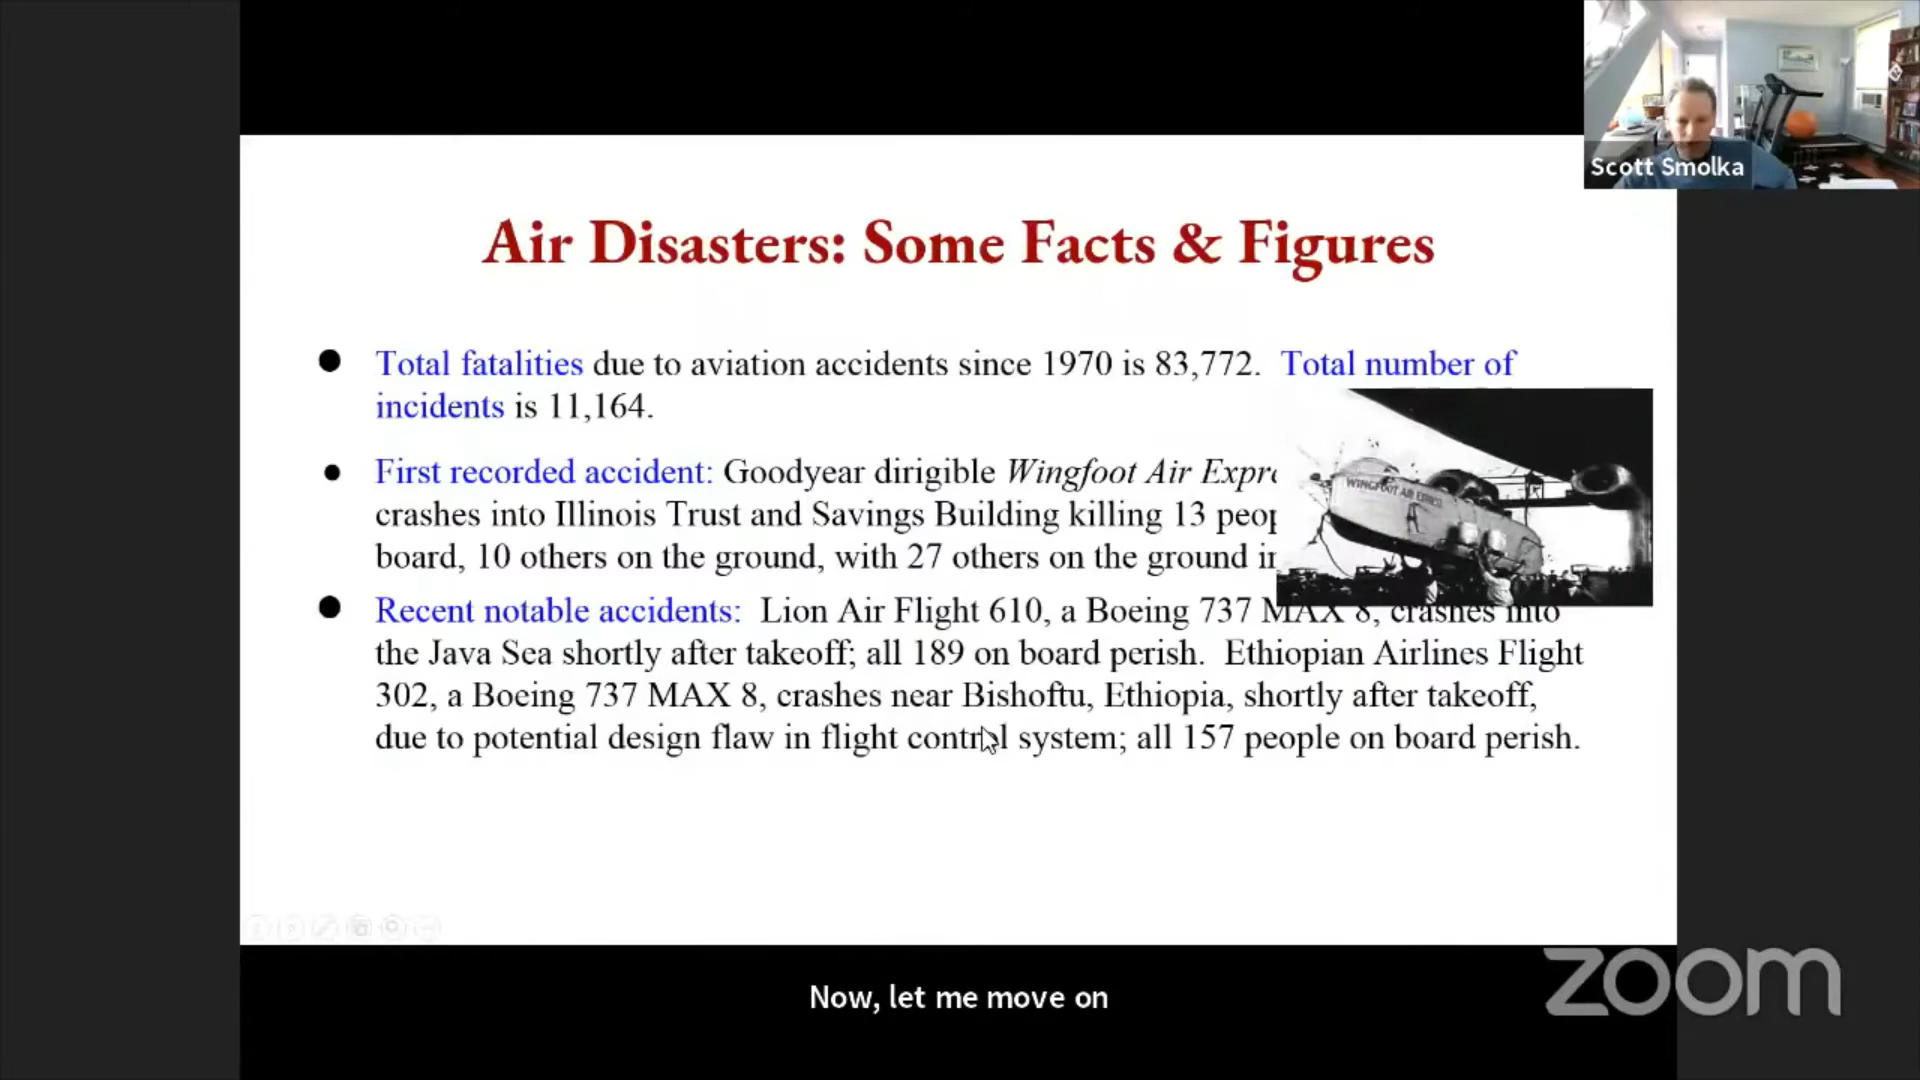 Scott Smolka
Air Disasters: Some Facts & Figures
Total fatalities due to aviation accidents since 1970 is 83,772. Total number of
incidents is 11,164.
First recorded accident: Goodyear dirigible Wingfoot Air Expre
crashes into Illinois Trust and Savings Building killing 13 peop
board, 10 others on the ground, with 27 others on the ground in
WINGFOOT AIR EXPRESS
Recent notable accidents: Lion Air Flight 610, a Boeing 737 MAX 8, crashes into
the Java Sea shortly after takeoff; all 189 on board perish. Ethiopian Airlines Flight
302, a Boeing 737 MAX 8, crashes near Bishoftu, Ethiopia, shortly after takeoff,
due to potential design flaw in flight control system; all 157 people on board perish.
Now, let me move on
zoom